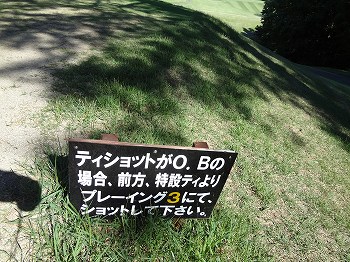 ティショットがO．Bの
場合、前方、特設ティより
プレーイング3にて、
ショットして下さい。